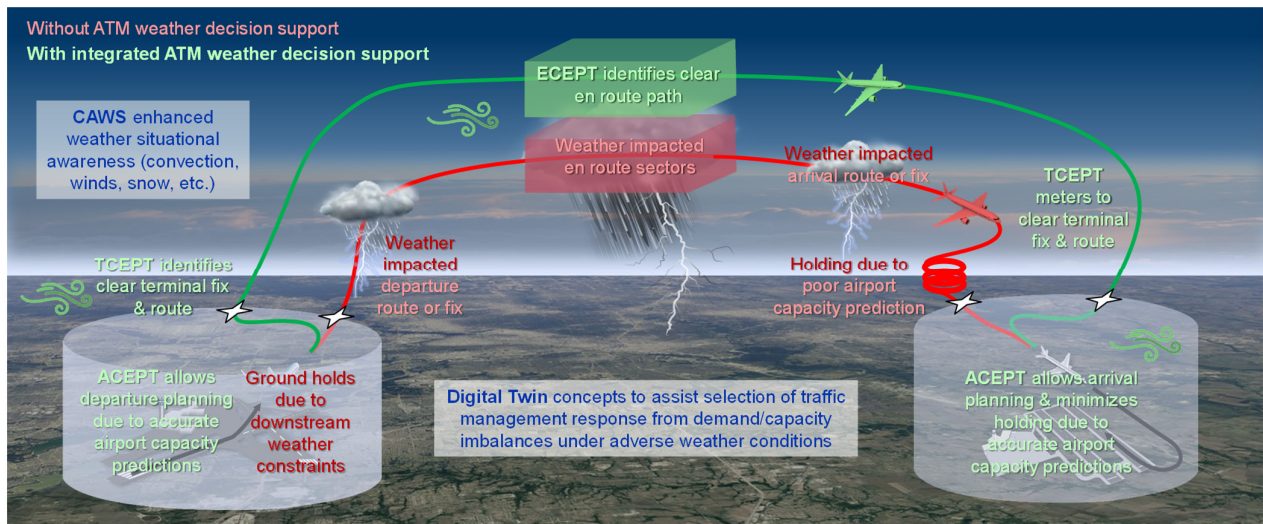 Without ATM weather decision support
With integrated ATM weather decision support
ECEPT identifies clear
en route path
CAWS enhanced
weather situational
awareness (convection,
winds, snow, etc.)
Weather impacted
en route sectors
Weather impacted
arrival route or fix
TCEPT
meters to
clear terminal
fix & route
Weather
impacted
departure
route or fix
TCEPT identifies
clear terminal fix
& route
Holding due to
poor airport
capacity prediction
ACEPT allows
departure planning
due to accurate
airport capacity
predictions
Ground holds
due to
downstream
weather
constraints
Digital Twin concepts to assist selection of traffic
management response from demand/capacity
imbalances under adverse weather conditions
ACEPT allows arrival
planning & minimizes
holding due to
accurate airport
capacity predictions